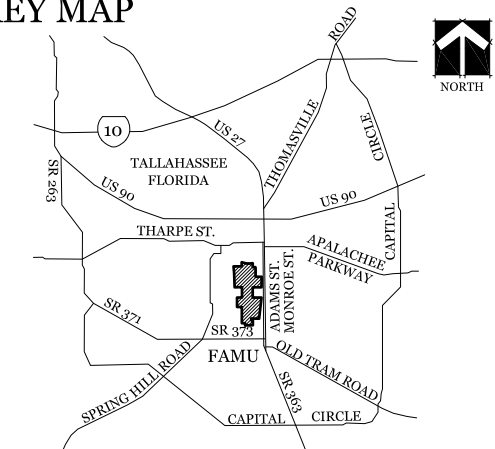 KEY MAP
ROAD
NORTH
10
US 27
THOMASVILLE
CIRCLE
TALLAHASSEE
FLORIDA
SR 263
US 90
US 90
THARPE ST.
CAPITAL
APALACHEE
PARKWAY
ADAMS ST.
MONROE ST.
SR 371
SR 373
FAMU
OLD TRAM ROAD
SPRING HILL ROAD
SR 363
CAPITAL CIRCLE